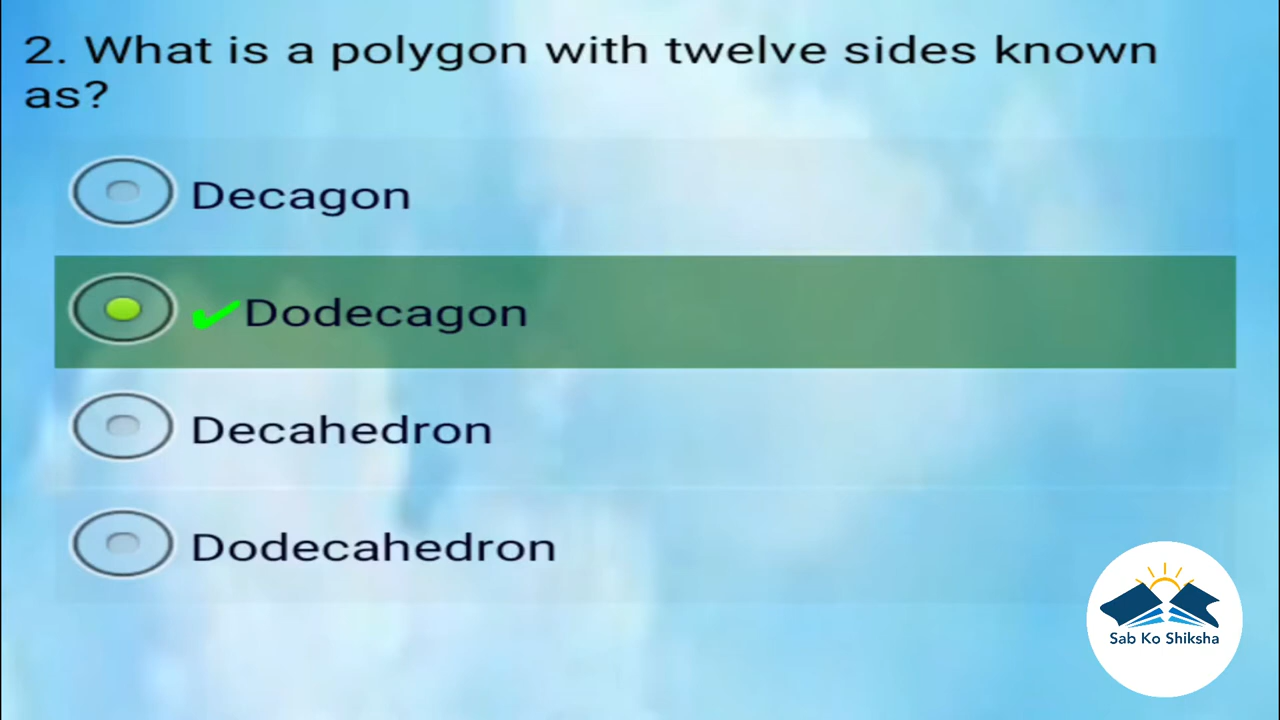 2. What is a polygon with twelve sides known
as?
Decagon
✔Dodecagon
Decahedron
Dodecahedron
Sab Ko Shiksha